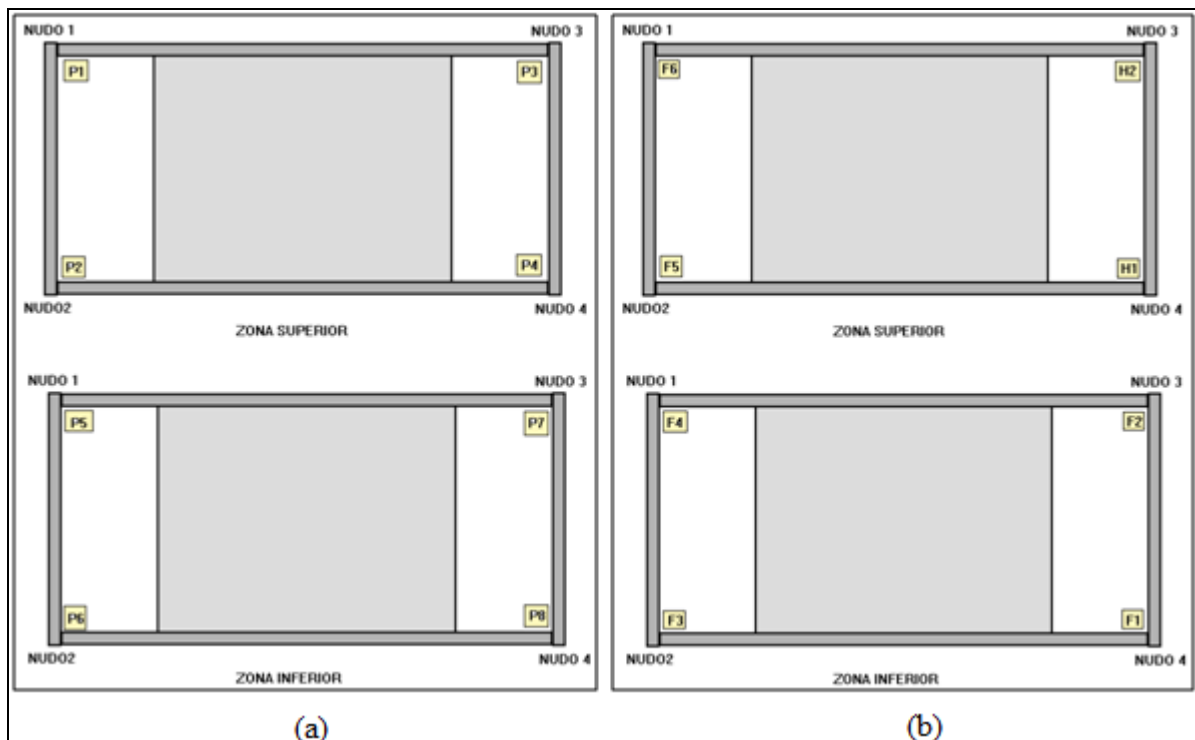 NUDO 1 NUDO 3
P1 P3
P2 P4
NUDO2 NUDO 4
ZONA SUPERIOR
NUDO 1 NUDO 3
P5 P7
P6 P8
NUDO2 NUDO 4
ZONA INFERIOR
(a)
NUDO 1 NUDO 3
F6 H2
F5 H1
NUDO2 NUDO 4
ZONA SUPERIOR
NUDO 1 NUDO 3
F4 F2
F3 F1
NUDO2 NUDO 4
ZONA INFERIOR
(b)